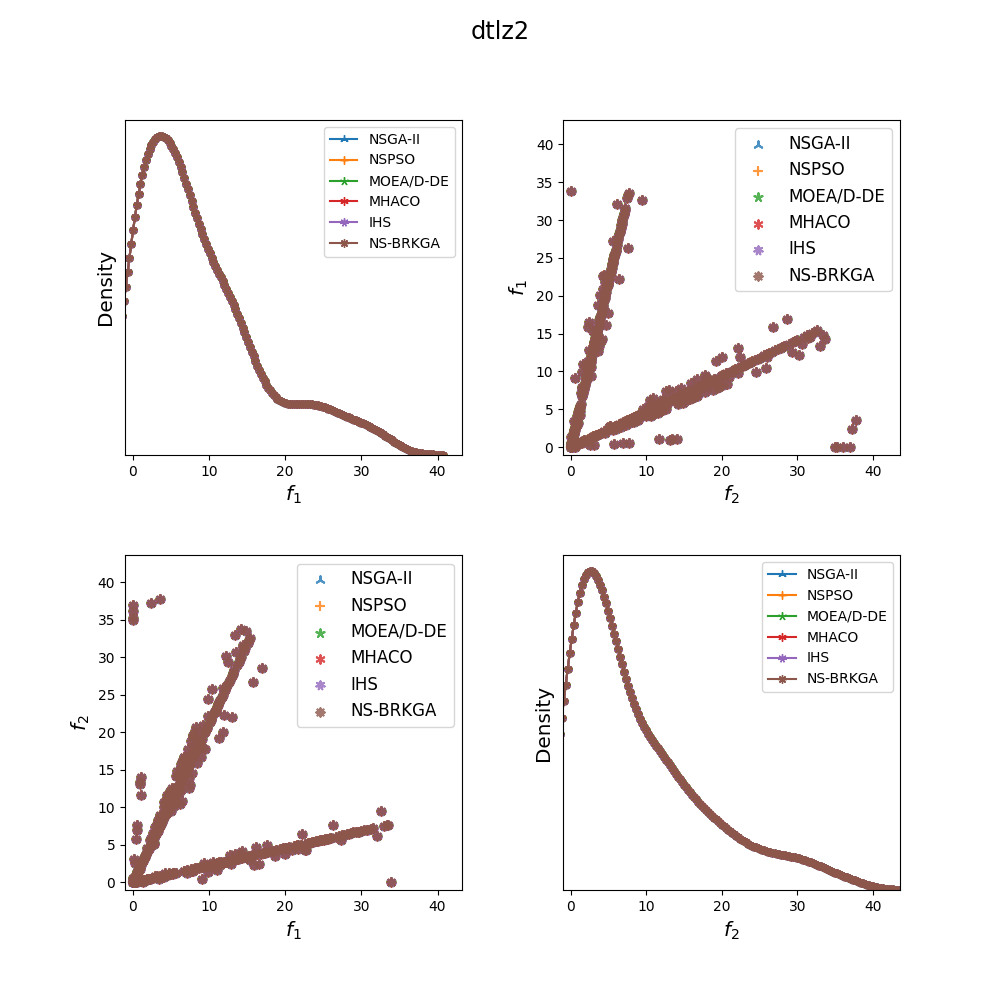 dtlz2
NSGA-II
NSPSO
MOEA/D-DE
MHACO
IHS
NS-BRKGA
Density
0 10 20 30 40
f1
NSGA-II
NSPSO
MOEA/D-DE
MHACO
IHS
NS-BRKGA
40
35
30
25
20
15
10
5
0
f1
0 10 20 30 40
f2
NSGA-II
NSPSO
MOEA/D-DE
MHACO
IHS
NS-BRKGA
40
35
30
25
20
15
10
5
0
f2
0 10 20 30 40
f1
NSGA-II
NSPSO
MOEA/D-DE
MHACO
IHS
NS-BRKGA
Density
0 10 20 30 40
f2